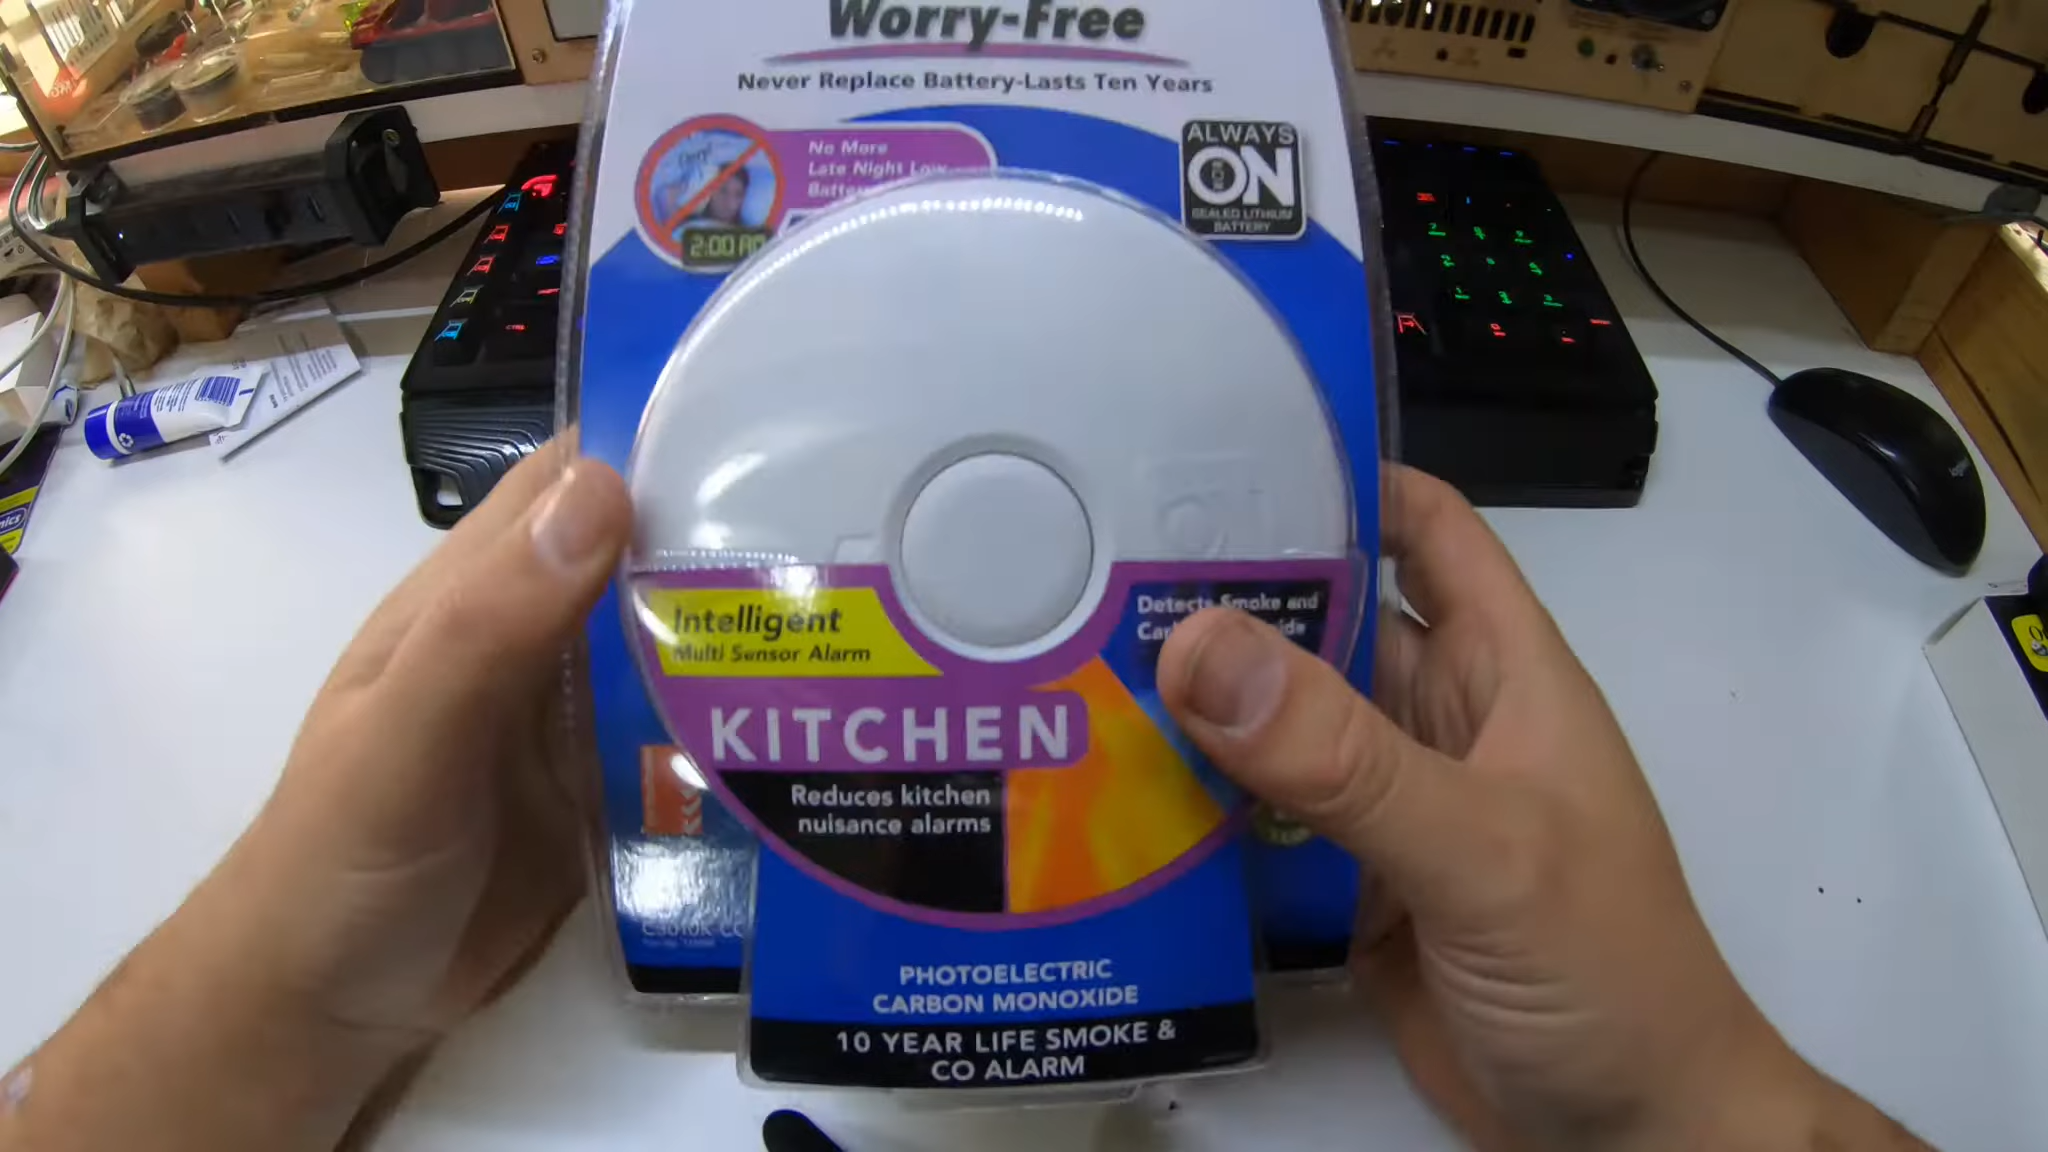 Worry-Free
Never Replace Battery-Lasts Ten Years
No More
Late Night Low
ALWAYS
ON
SEALED LITHIUM
BATTERY
2:00
Intelligent
Multi Sensor Alarm
Detects Smoke and
KITCHEN
Reduces kitchen
nuisance alarms
PHOTOELECTRIC
CARBON MONOXIDE
10 YEAR LIFE SMOKE &
CO ALARM